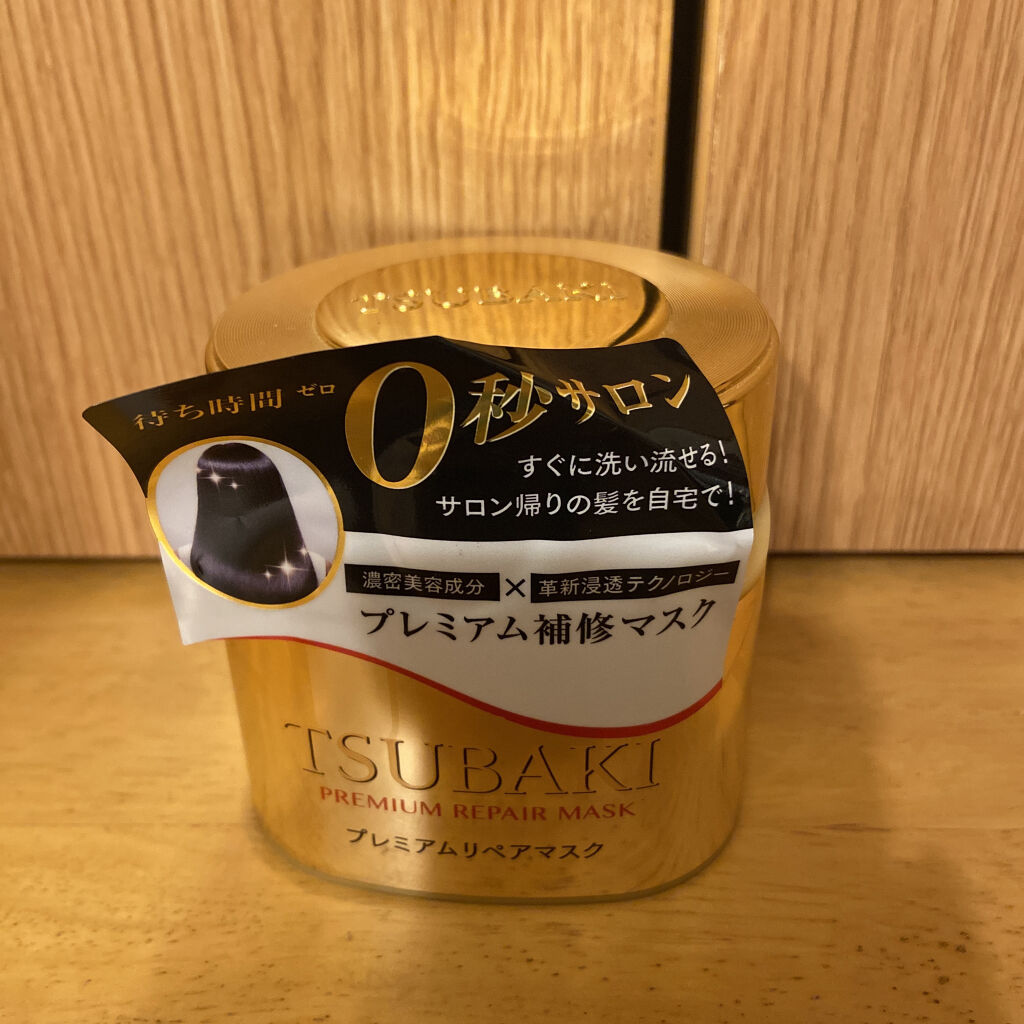 TSUBAKI
待ち時間 ゼロ
0秒サロン
すぐに洗い流せる!
サロン帰りの髪を自宅で!
濃密美容成分×革新浸透テクノロジー
プレミアム補修マスク
TSUBAKI
PREMIUM REPAIR MASK
プレミアムリペアマスク